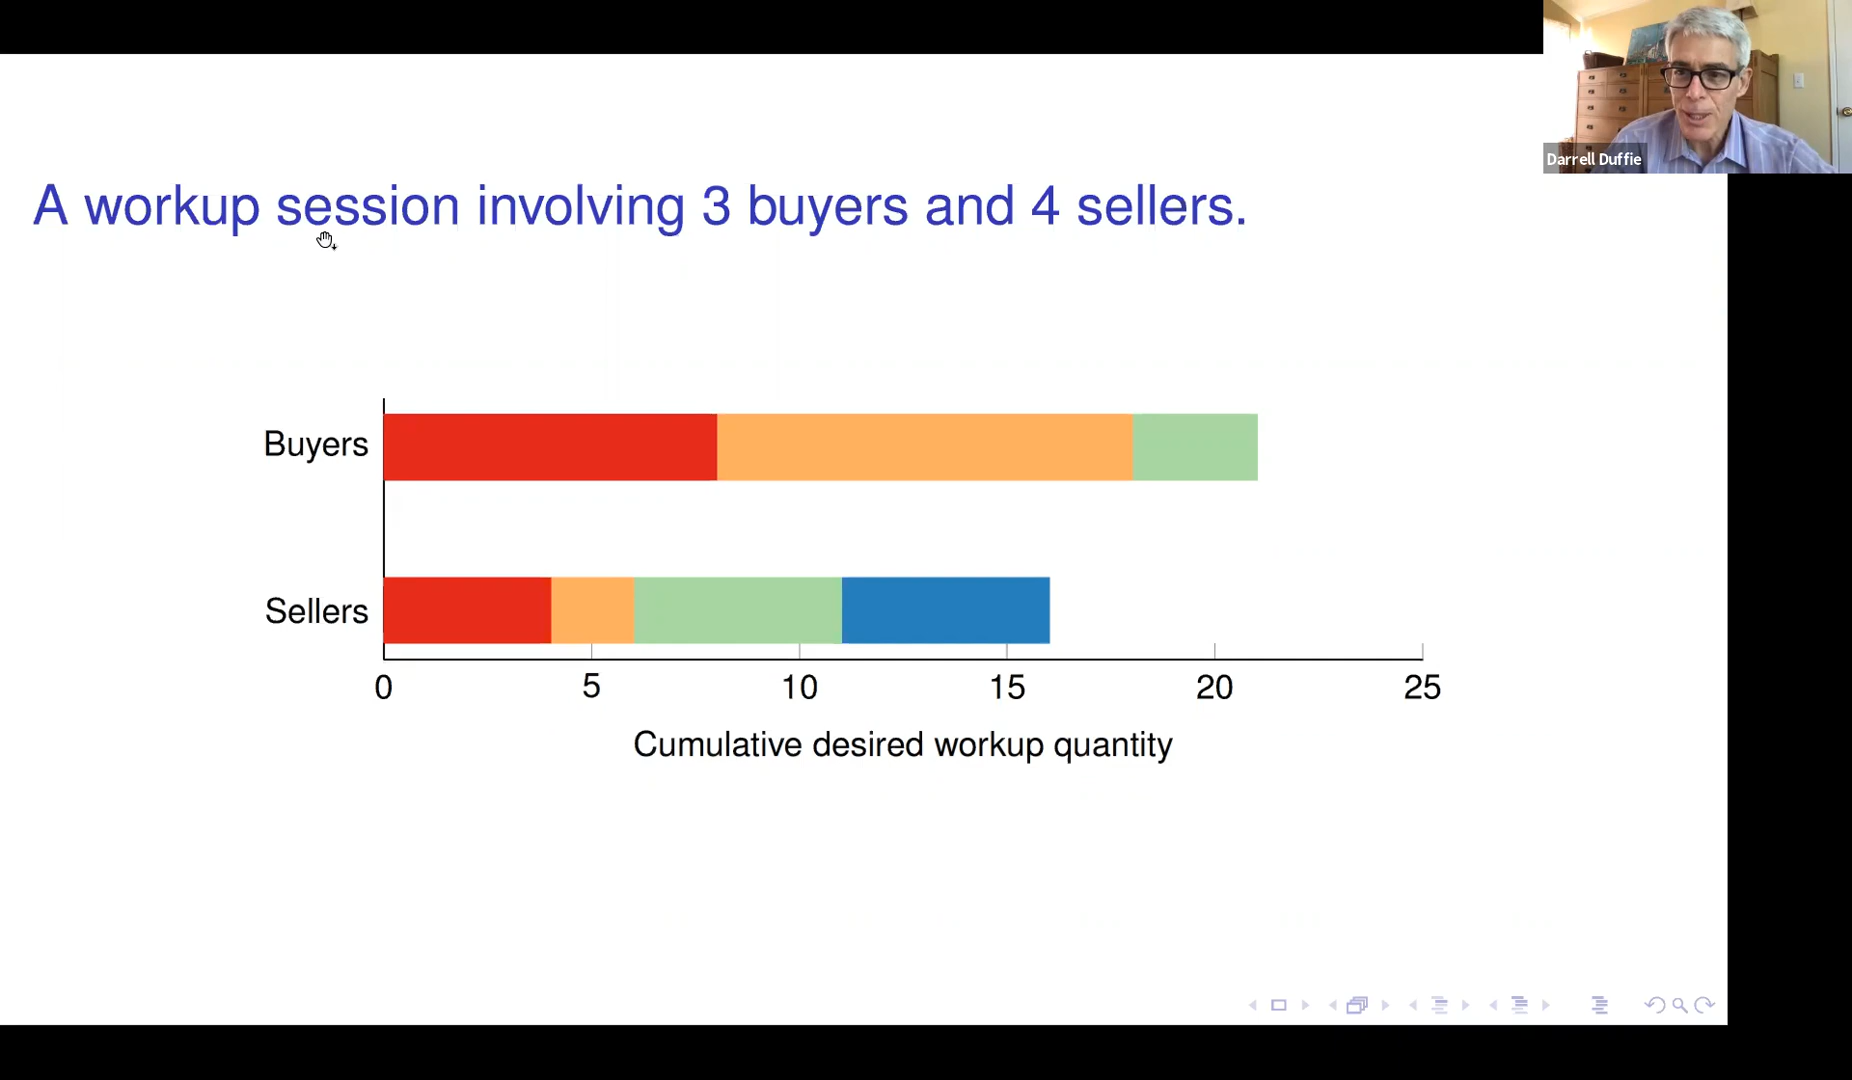 Darrell Duffie
A workup session involving 3 buyers and 4 sellers.
Buyers
Sellers
0 5 10 15 20 25
Cumulative desired workup quantity